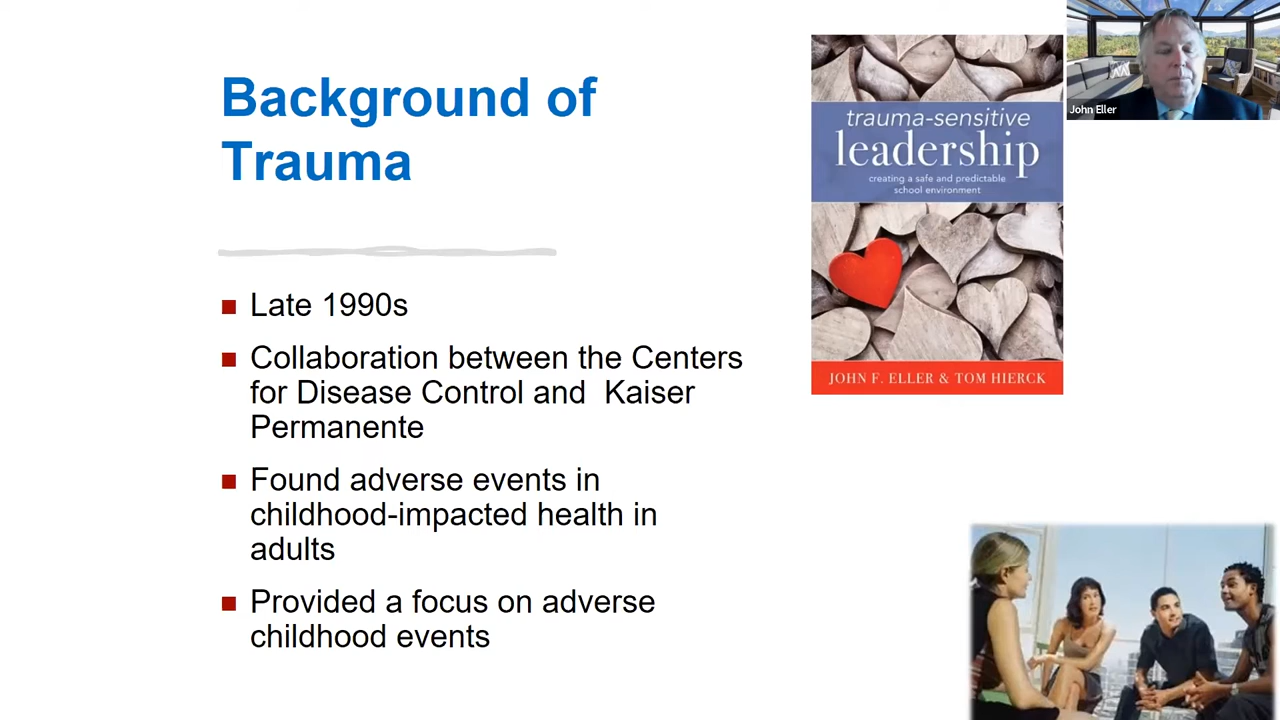 Background of
Trauma
Late 1990s
Collaboration between the Centers
for Disease Control and  Kaiser
Permanente
Found adverse events in
childhood-impacted health in
adults
Provided a focus on adverse
childhood events
trauma-sensitive
leadership
creating a safe and predictable
school environment
JOHN F. ELLER & TOM HIERCK
John Eller